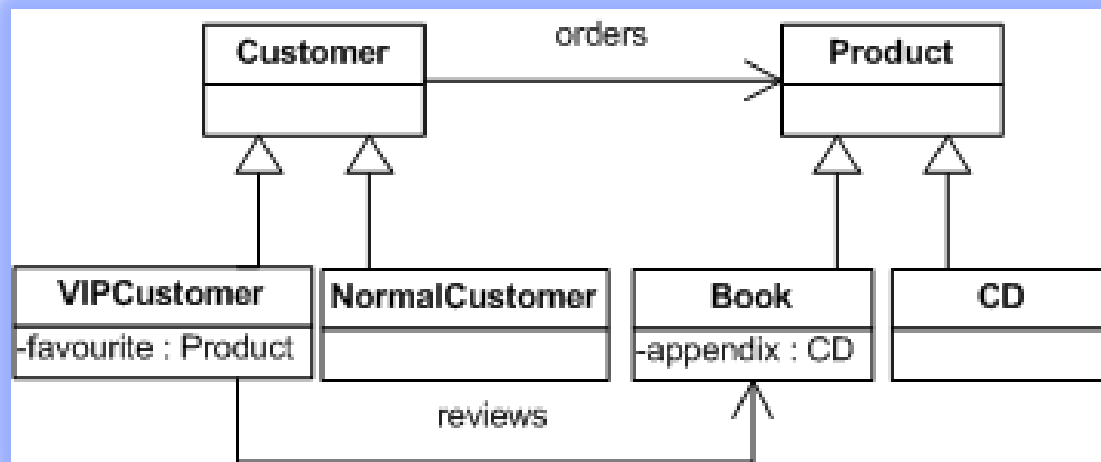 Customer
orders
Product
VIPCustomer
-favourite : Product
NormalCustomer
Book
-appendix : CD
CD
reviews